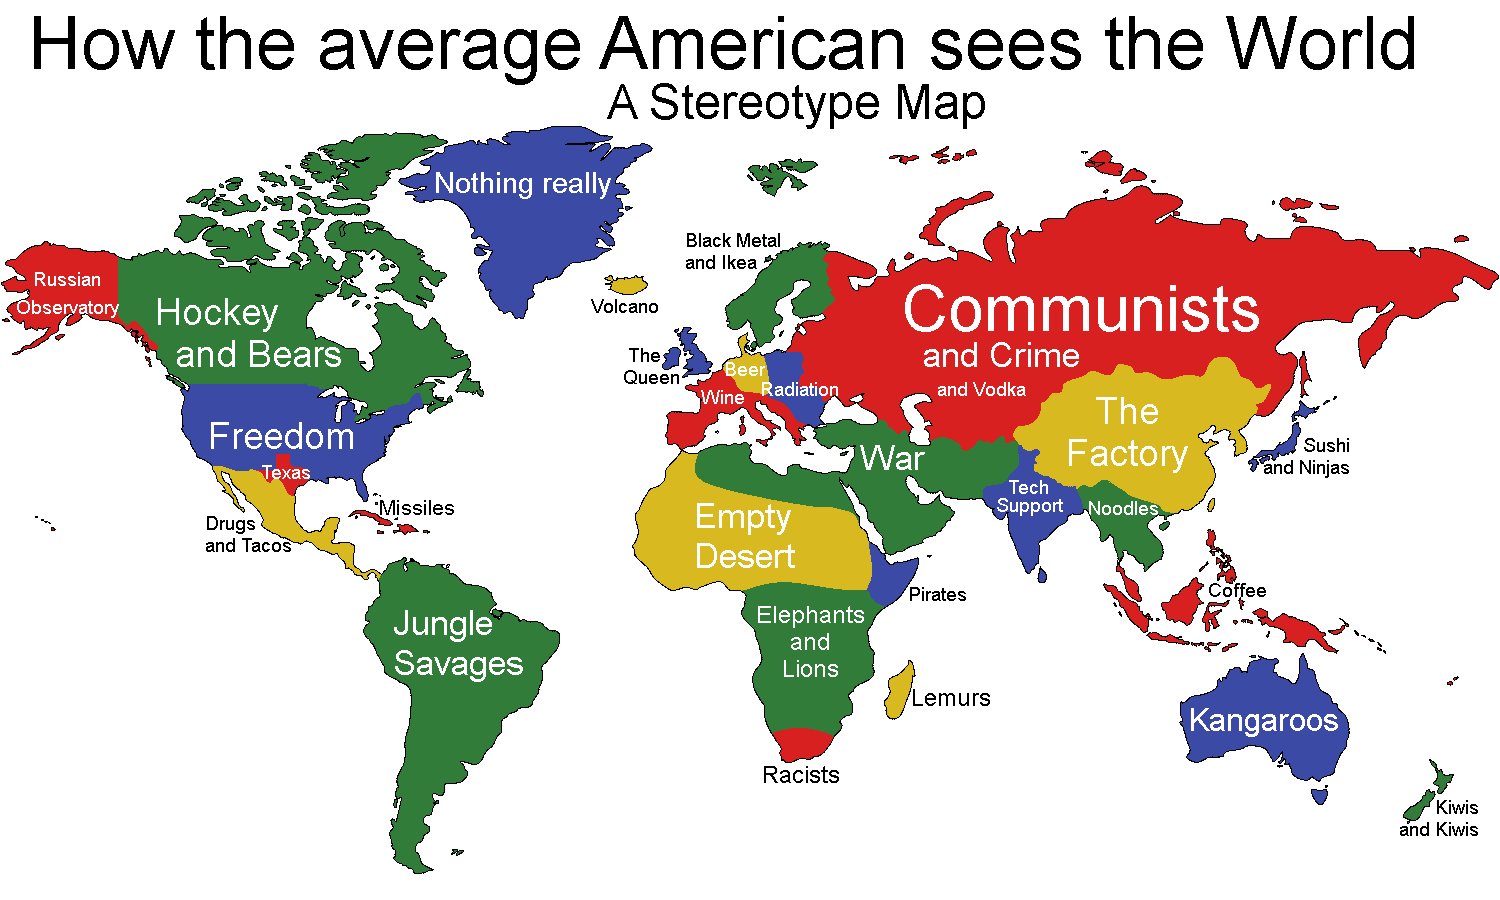 How the average American sees the World
A Stereotype Map
Nothing really
Black Metal
and Ikea
Russian
Observatory
Volcano
Hockey
and Bears
Communists
and Crime
and Vodka
The
Queen
Beer
Wine
Radiation
The
Factory
Freedom
Texas
War
Sushi
and Ninjas
Tech
Support
Noodles
Missiles
Drugs
and Tacos
Empty
Desert
Pirates
Coffee
Jungle
Savages
Elephants
and
Lions
Lemurs
Kangaroos
Racists
Kiwis
and Kiwis